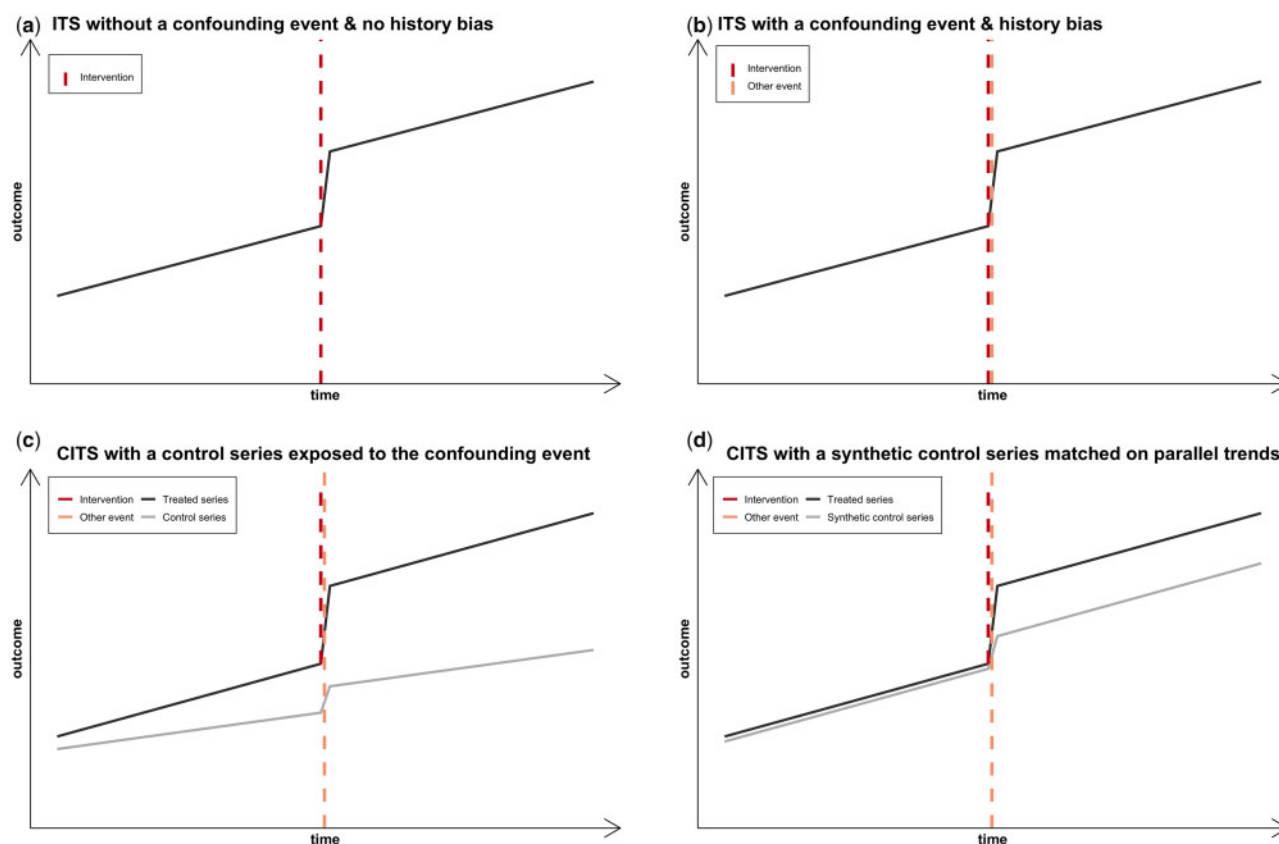 (a) ITS without a confounding event & no history bias
Intervention
outcome
time
(b) ITS with a confounding event & history bias
Intervention
Other event
outcome
time
(c)
CITS with a control series exposed to the confounding event
Intervention Treated series
Other event Control series
outcome
time
(d)
CITS with a synthetic control series matched on parallel trends
Intervention Treated series
Other event Synthetic control series
outcome
time